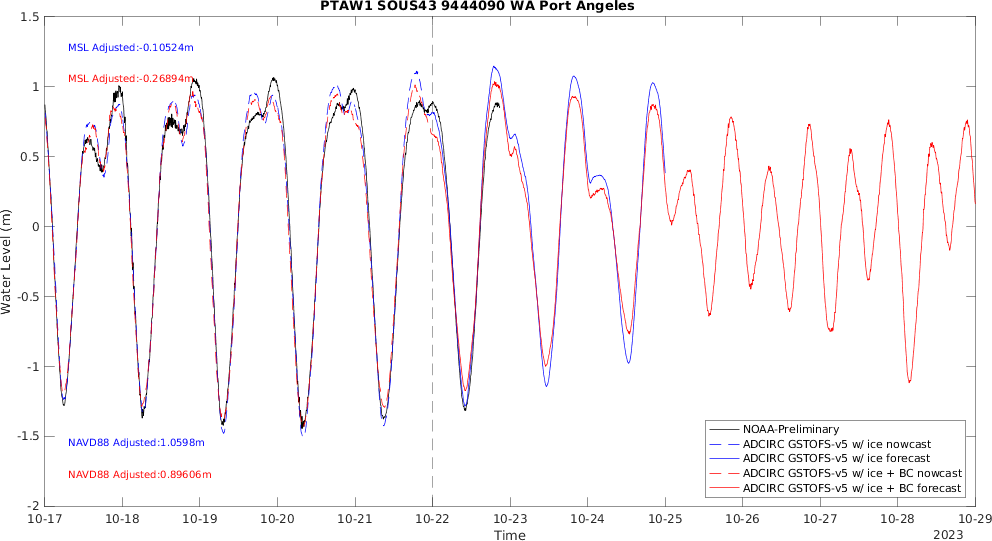 PTAW1 SOUS43 9444090 WA Port Angeles
1.5
1
0.5
0
-0.5
-1
-1.5
-2
Water Level (m)
MSL Adjusted:-0.10524m
MSL Adjusted:-0.26894m
NAVD88 Adjusted:1.0598m
NAVD88 Adjusted:0.89606m
NOAA-Preliminary
ADCIRC GSTOFS-v5 w/ ice nowcast
ADCIRC GSTOFS-v5 w/ ice forecast
ADCIRC GSTOFS-v5 w/ ice + BC nowcast
ADCIRC GSTOFS-v5 w/ ice + BC forecast
10-17 10-18 10-19 10-20 10-21 10-22 10-23 10-24 10-25 10-26 10-27 10-28 10-29
Time
2023